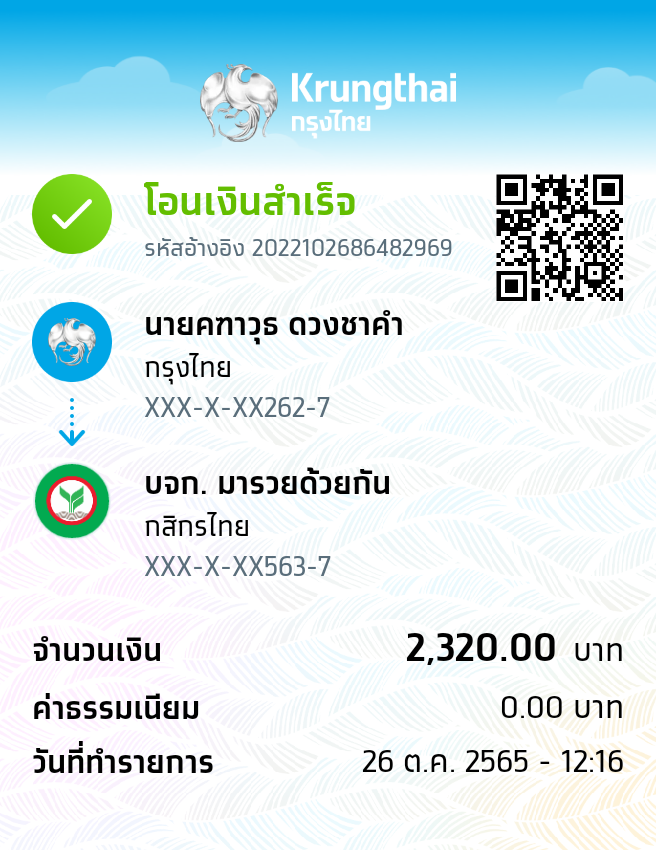 Krungthai
กรุงไทย
โอนเงินสำเร็จ
รหัสอ้างอิง 2022102686482969
นายคฑาวุธ ดวงชาคำ
กรุงไทย
XXX-X-XX262-7
บจก. มารวยด้วยกัน
กสิกรไทย
XXX-X-XX563-7
จำนวนเงิน 2,320.00 บาท
ค่าธรรมเนียม 0.00 บาท
วันที่ทำรายการ 26 ต.ค. 2565 - 12:16